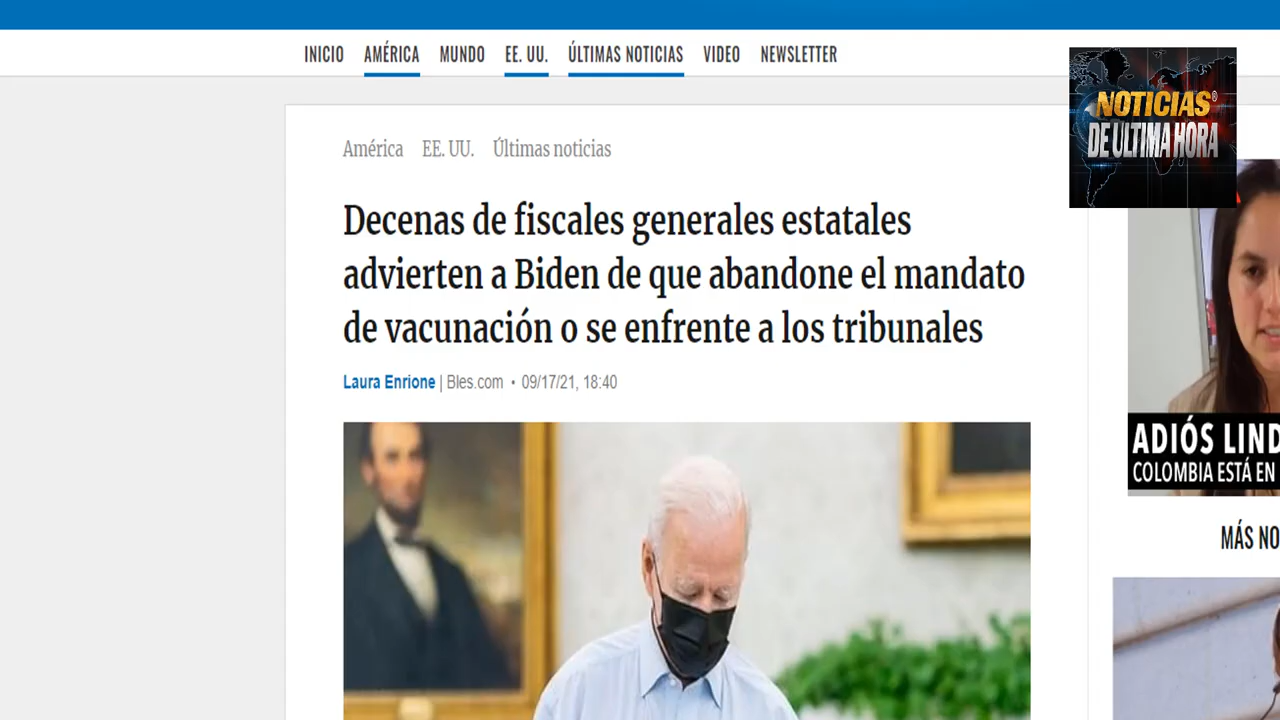 INICIO AMÉRICA MUNDO EE. UU. ÚLTIMAS NOTICIAS VIDEO NEWSLETTER
NOTICIAS®
DE ULTIMA HORA
América EE. UU. Últimas noticias
Decenas de fiscales generales estatales
advierten a Biden de que abandone el mandato
de vacunación o se enfrente a los tribunales
Laura Enrione | Bles.com • 09/17/21, 18:40
ADIÓS LIND
COLOMBIA ESTÁ EN
MÁS NO